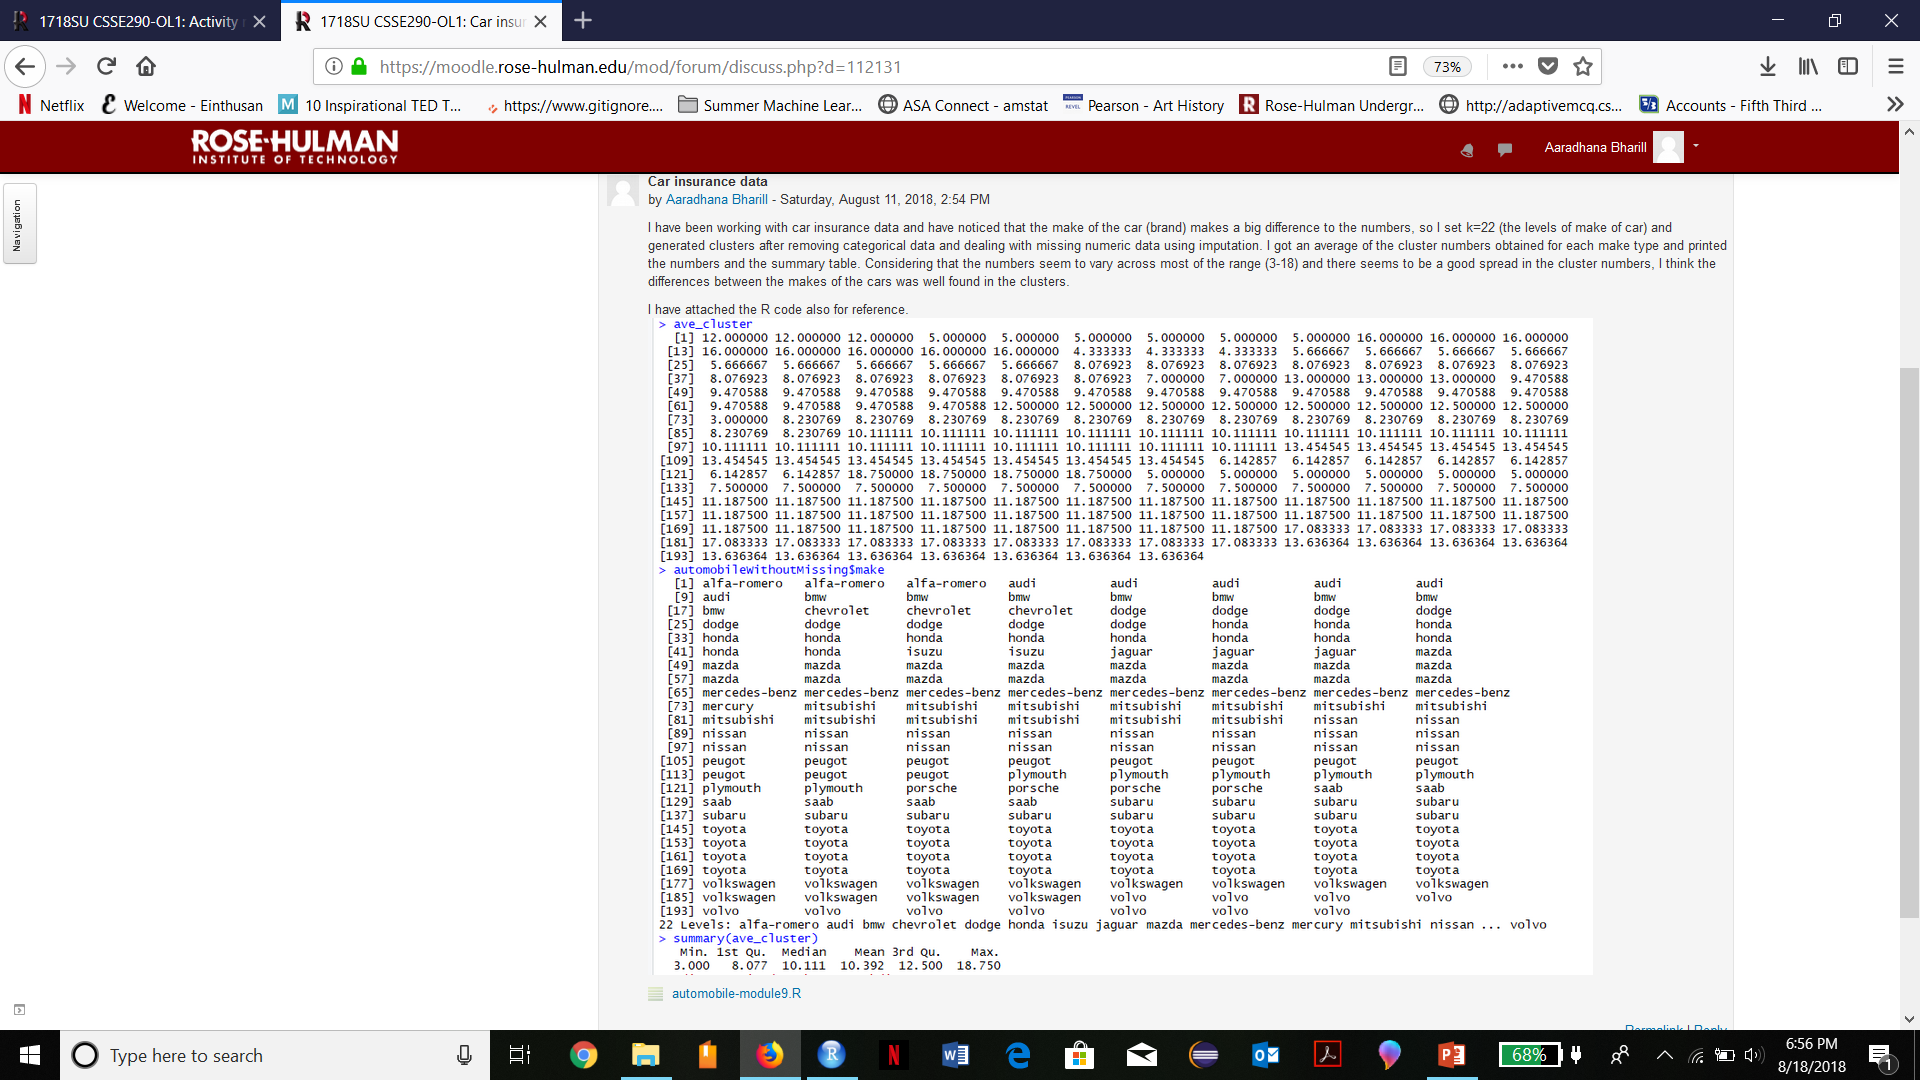 1718SU CSSE290-OL1: Activity
1718SU CSSE290-OL1: Car insu
https://moodle.rose-hulman.edu/mod/forum/discuss.php?d=112131
73%
Netflix
Welcome - Einthusan
10 Inspirational TED T...
https://www.gitignore....
Summer Machine Lear...
ASA Connect - amstat
Pearson - Art History
Rose-Hulman Undergr...
http://adaptivemcq.cs...
Accounts - Fifth Third ...
ROSE-HULMAN
INSTITUTE OF TECHNOLOGY
Aaradhana Bharill
Navigation
Car insurance data
by Aaradhana Bharill - Saturday, August 11, 2018, 2:54 PM
I have been working with car insurance data and have noticed that the make of the car (brand) makes a big difference to the numbers, so I set k=22 (the levels of make of car) and
generated clusters after removing categorical data and dealing with missing numeric data using imputation. I got an average of the cluster numbers obtained for each make type and printed
the numbers and the summary table. Considering that the numbers seem to vary across most of the range (3-18) and there seems to be a good spread in the cluster numbers, I think the
differences between the makes of the cars was well found in the clusters.
I have attached the R code also for reference.
> ave_cluster
[1] 12.000000 12.000000 12.000000 5.000000 5.000000 5.000000 5.000000 5.000000 5.000000 16.000000 16.000000 16.000000
[13] 16.000000 16.000000 16.000000 16.000000 16.000000 4.333333 4.333333 4.333333 5.666667 5.666667 5.666667 5.666667
[25] 5.666667 5.666667 5.666667 5.666667 5.666667 8.076923 8.076923 8.076923 8.076923 8.076923 8.076923 8.076923
[37] 8.076923 8.076923 8.076923 8.076923 8.076923 8.076923 7.000000 7.000000 13.000000 13.000000 13.000000 9.470588
[49] 9.470588 9.470588 9.470588 9.470588 9.470588 9.470588 9.470588 9.470588 9.470588 9.470588 9.470588 9.470588
[61] 9.470588 9.470588 9.470588 9.470588 12.500000 12.500000 12.500000 12.500000 12.500000 12.500000 12.500000 12.500000
[73] 3.000000 8.230769 8.230769 8.230769 8.230769 8.230769 8.230769 8.230769 8.230769 8.230769 8.230769 8.230769
[85] 8.230769 8.230769 10.111111 10.111111 10.111111 10.111111 10.111111 10.111111 10.111111 10.111111 10.111111 10.111111
[97] 10.111111 10.111111 10.111111 10.111111 10.111111 10.111111 10.111111 10.111111 13.454545 13.454545 13.454545 13.454545
[109] 13.454545 13.454545 13.454545 13.454545 13.454545 13.454545 13.454545 6.142857 6.142857 6.142857 6.142857 6.142857
[121] 6.142857 6.142857 18.750000 18.750000 18.750000 18.750000 5.000000 5.000000 5.000000 5.000000 5.000000 5.000000
[133] 7.500000 7.500000 7.500000 7.500000 7.500000 7.500000 7.500000 7.500000 7.500000 7.500000 7.500000 7.500000
[145] 11.187500 11.187500 11.187500 11.187500 11.187500 11.187500 11.187500 11.187500 11.187500 11.187500 11.187500 11.187500
[157] 11.187500 11.187500 11.187500 11.187500 11.187500 11.187500 11.187500 11.187500 11.187500 11.187500 11.187500 11.187500
[169] 11.187500 11.187500 11.187500 11.187500 11.187500 11.187500 11.187500 11.187500 17.083333 17.083333 17.083333 17.083333
[181] 17.083333 17.083333 17.083333 17.083333 17.083333 17.083333 17.083333 17.083333 13.636364 13.636364 13.636364 13.636364
[193] 13.636364 13.636364 13.636364 13.636364 13.636364 13.636364 13.636364
> automobileWithoutMissing$make
[1] alfa-romero alfa-romero alfa-romero audi audi audi audi audi
[9] audi bmw bmw bmw bmw bmw bmw bmw
[17] bmw chevrolet chevrolet chevrolet dodge dodge dodge dodge
[25] dodge dodge dodge dodge dodge honda honda honda
[33] honda honda honda honda honda honda honda honda
[41] honda honda isuzu isuzu jaguar jaguar jaguar mazda
[49] mazda mazda mazda mazda mazda mazda mazda mazda
[57] mazda mazda mazda mazda mazda mazda mazda mazda
[65] mercedes-benz mercedes-benz mercedes-benz mercedes-benz mercedes-benz mercedes-benz mercedes-benz mercedes-benz
[73] mercury mitsubishi mitsubishi mitsubishi mitsubishi mitsubishi mitsubishi mitsubishi
[81] mitsubishi mitsubishi mitsubishi mitsubishi mitsubishi mitsubishi nissan nissan
[89] nissan nissan nissan nissan nissan nissan nissan nissan
[97] nissan nissan nissan nissan nissan nissan nissan nissan
[105] peugot peugot peugot peugot peugot peugot peugot peugot
[113] peugot peugot peugot plymouth plymouth plymouth plymouth plymouth
[121] plymouth plymouth porsche porsche porsche porsche saab saab
[129] saab saab saab saab subaru subaru subaru subaru
[137] subaru subaru subaru subaru subaru subaru subaru subaru
[145] toyota toyota toyota toyota toyota toyota toyota toyota
[153] toyota toyota toyota toyota toyota toyota toyota toyota
[161] toyota toyota toyota toyota toyota toyota toyota toyota
[169] toyota toyota toyota toyota toyota toyota toyota toyota
[177] volkswagen volkswagen volkswagen volkswagen volkswagen volkswagen volkswagen volkswagen
[185] volkswagen volkswagen volkswagen volkswagen volvo volvo volvo volvo
[193] volvo volvo volvo volvo volvo volvo volvo
22 Levels: alfa-romero audi bmw chevrolet dodge honda isuzu jaguar mazda mercedes-benz mercury mitsubishi nissan ... volvo
> summary(ave_cluster)
Min. 1st Qu. Median Mean 3rd Qu. Max.
3.000 8.077 10.111 10.392 12.500 18.750
automobile-module9.R
Permalink | Reply
Type here to search
68%
6:56 PM
8/18/2018
1